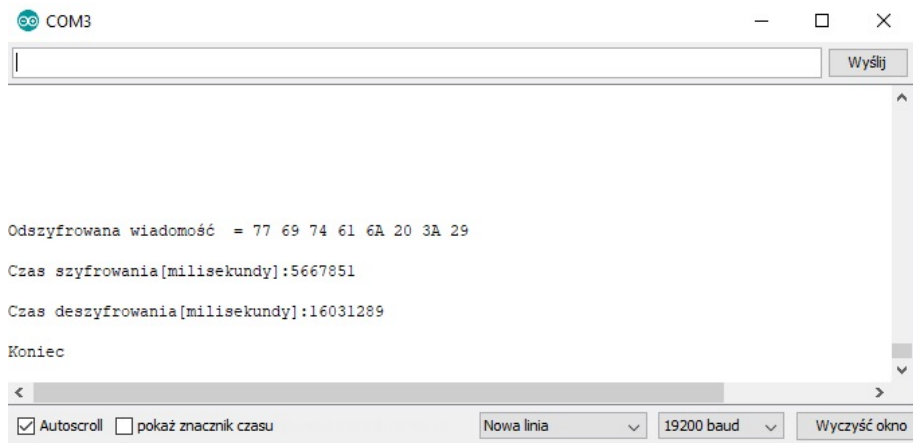 COM3
Wyślij
Odszyfrowana wiadomość = 77 69 74 61 6A 20 3A 29
Czas szyfrowania[milisekundy]:5667851
Czas deszyfrowania[milisekundy]:16031289
Koniec
Autoscroll pokaż znacznik czasu Nowa linia 19200 baud Wyczyść okno